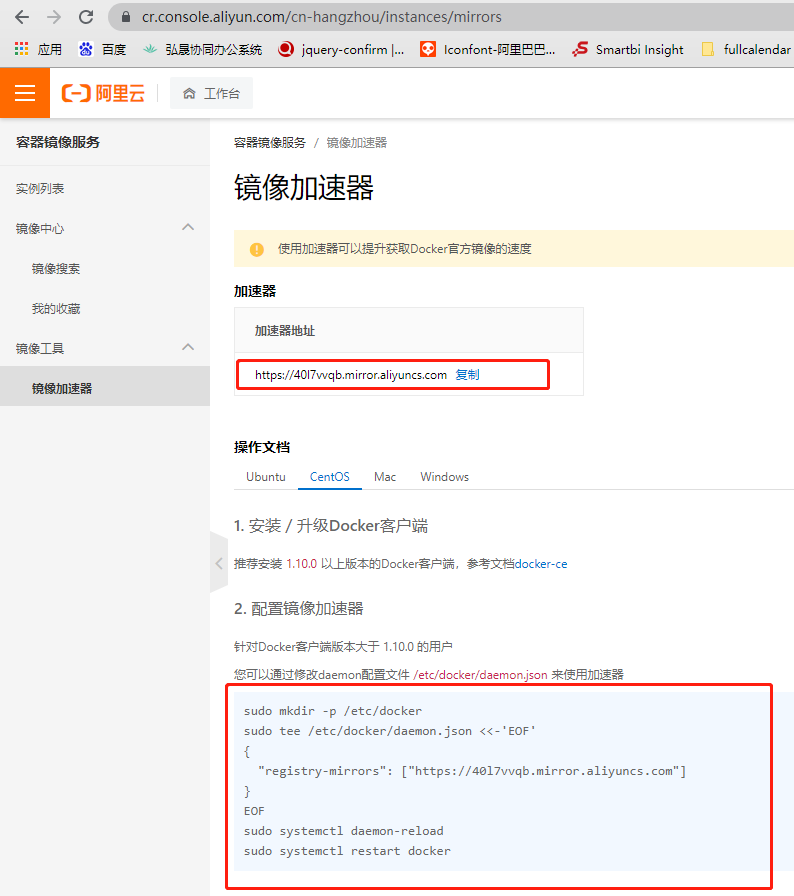 cr.console.aliyun.com/cn-hangzhou/instances/mirrors
应用 百度 弘晟协同办公系统 jquery-confirm |... Iconfont-阿里巴巴... Smartbi Insight fullcalendar
阿里云 工作台
容器镜像服务
实例列表
镜像中心
镜像搜索
我的收藏
镜像工具
镜像加速器
容器镜像服务 / 镜像加速器
镜像加速器
使用加速器可以提升获取Docker官方镜像的速度
加速器
加速器地址
https://40l7vvqb.mirror.aliyuncs.com 复制
操作文档
Ubuntu CentOS Mac Windows
1. 安装 / 升级Docker客户端
推荐安装 1.10.0 以上版本的Docker客户端，参考文档docker-ce
2. 配置镜像加速器
针对Docker客户端版本大于 1.10.0 的用户
您可以通过修改daemon配置文件 /etc/docker/daemon.json 来使用加速器
sudo mkdir -p /etc/docker
sudo tee /etc/docker/daemon.json <<-'EOF'
{
"registry-mirrors": ["https://40l7vvqb.mirror.aliyuncs.com"]
}
EOF
sudo systemctl daemon-reload
sudo systemctl restart docker